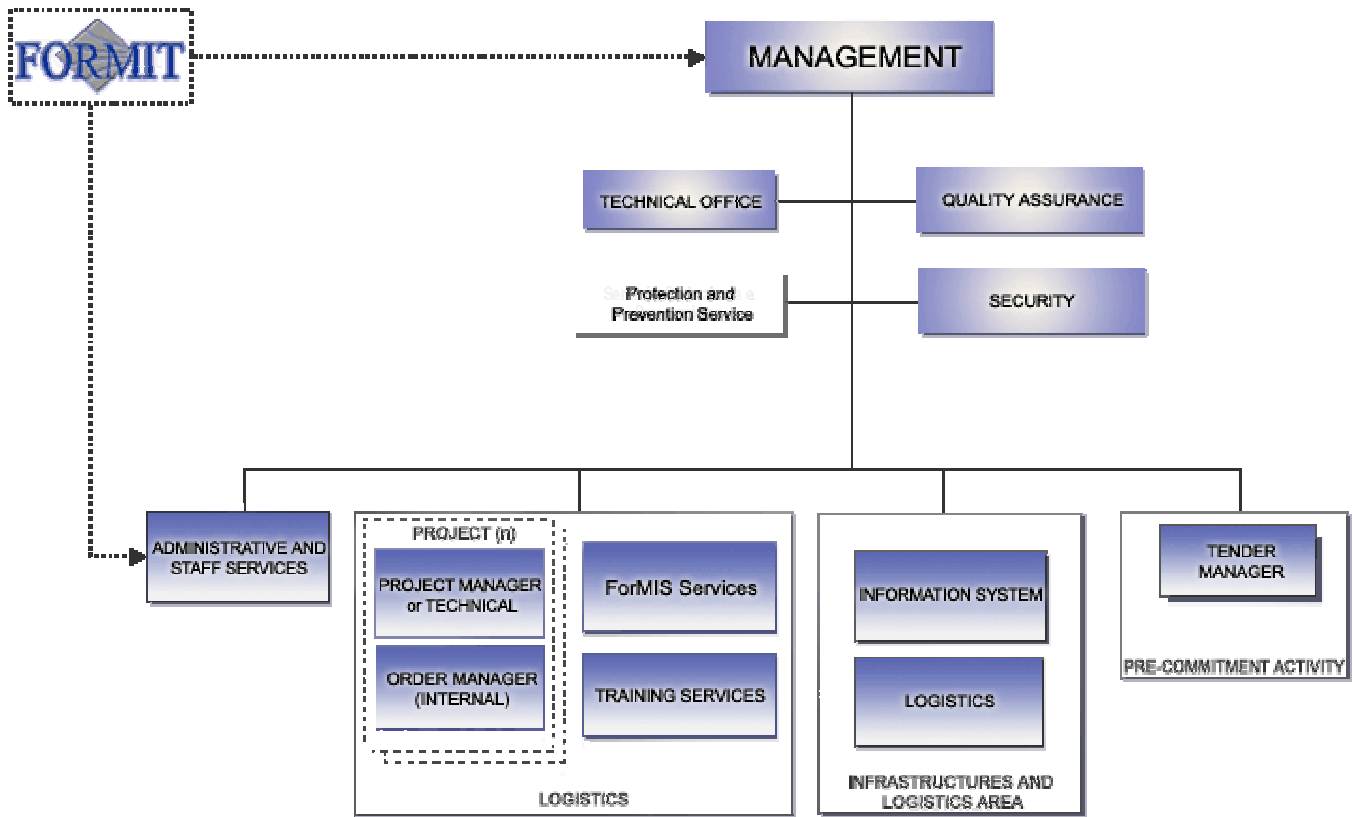 FORMIT
MANAGEMENT
TECHNICAL OFFICE
QUALITY ASSURANCE
Protection and
Prevention Service
SECURITY
ADMINISTRATIVE AND
STAFF SERVICES
PROJECT (n)
PROJECT MANAGER
or TECHNICAL
ORDER MANAGER
(INTERNAL)
ForMIS Services
TRAINING SERVICES
LOGISTICS
INFORMATION SYSTEM
LOGISTICS
INFRASTRUCTURES AND
LOGISTICS AREA
TENDER
MANAGER
PRE-COMMITMENT ACTIVITY